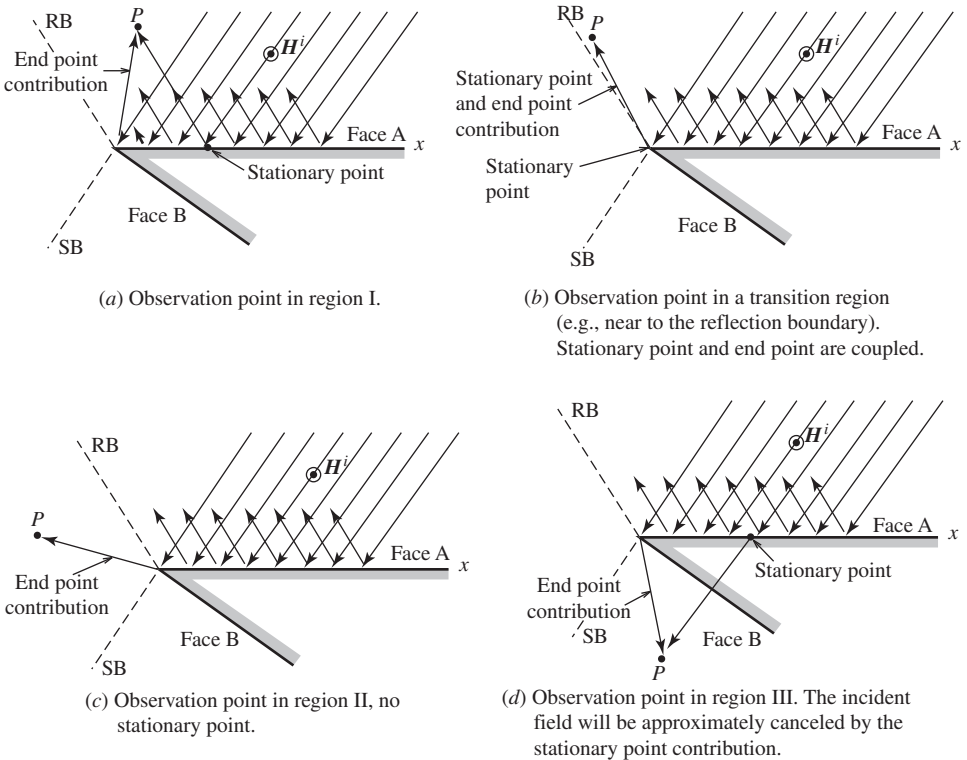 RB
P
H^i
End point
contribution
Face A
x
Stationary point
Face B
SB
(a) Observation point in region I.
RB
P
H^i
Stationary point
and end point
contribution
Face A
x
Stationary
point
Face B
SB
(b) Observation point in a transition region
(e.g., near to the reflection boundary).
Stationary point and end point are coupled.
RB
H^i
P
Face A
x
End point
contribution
Face B
SB
(c) Observation point in region II, no
stationary point.
RB
H^i
Face A
x
Stationary point
End point
contribution
SB
Face B
P
(d) Observation point in region III. The incident
field will be approximately canceled by the
stationary point contribution.